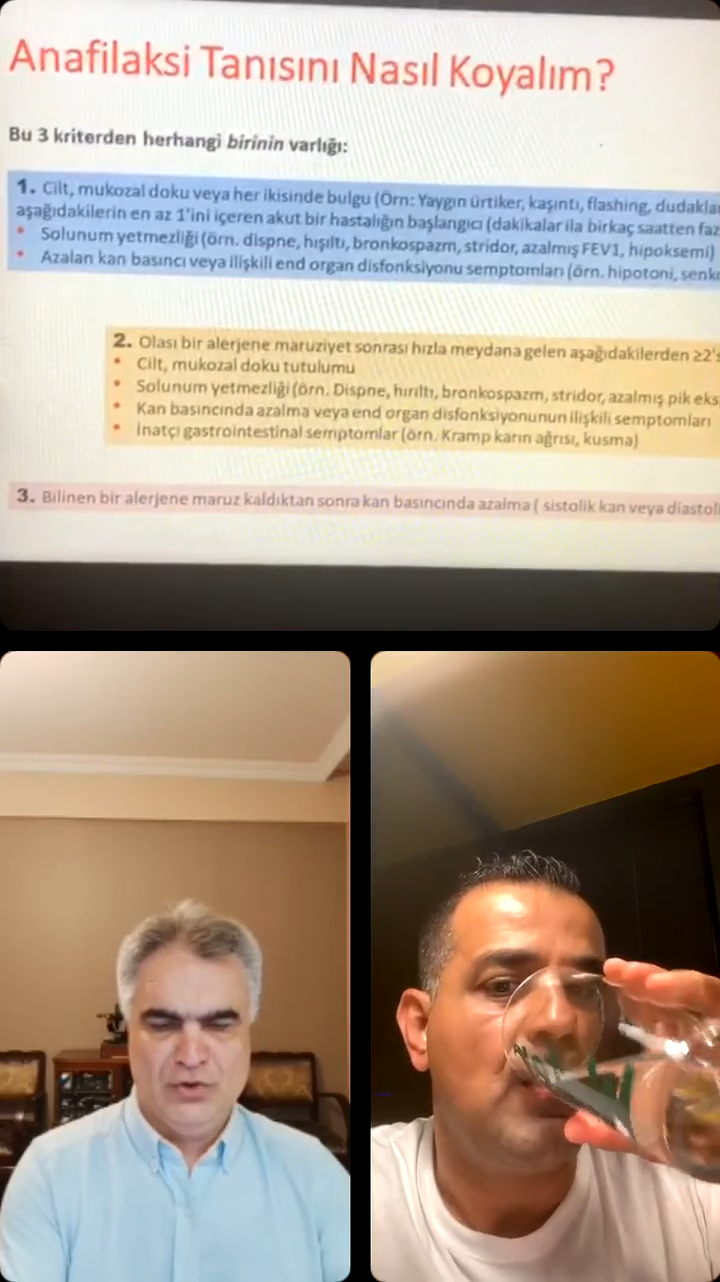 Anafilaksi Tanısını Nasıl Koyalım?
Bu 3 kriterden herhangi birinin varlığı:
1. Cilt, mukozal doku veya her ikisinde bulgu (Örn: Yaygın ürtiker, kaşıntı, flashing, dudakla
aşağıdakilerin en az 1'ini içeren akut bir hastalığın başlangıcı (dakikalar ila birkaç saatten faz
• Solunum yetmezliği (örn. dispne, hışıltı, bronkospazm, stridor, azalmış FEV1, hipoksemi)
• Azalan kan basıncı veya ilişkili end organ disfonksiyonu semptomları (örn. hipotoni, senk
2. Olası bir alerjene maruziyet sonrası hızla meydana gelen aşağıdakilerden ≥2's
• Cilt, mukozal doku tutulumu
• Solunum yetmezliği (örn. Dispne, hırıltı, bronkospazm, stridor, azalmış pik eks
• Kan basıncında azalma veya end organ disfonksiyonunun ilişkili semptomları
• İnatçı gastrointestinal semptomlar (örn. Kramp karın ağrısı, kusma)
3. Bilinen bir alerjene maruz kaldıktan sonra kan basıncında azalma ( sistolik kan veya diastoli